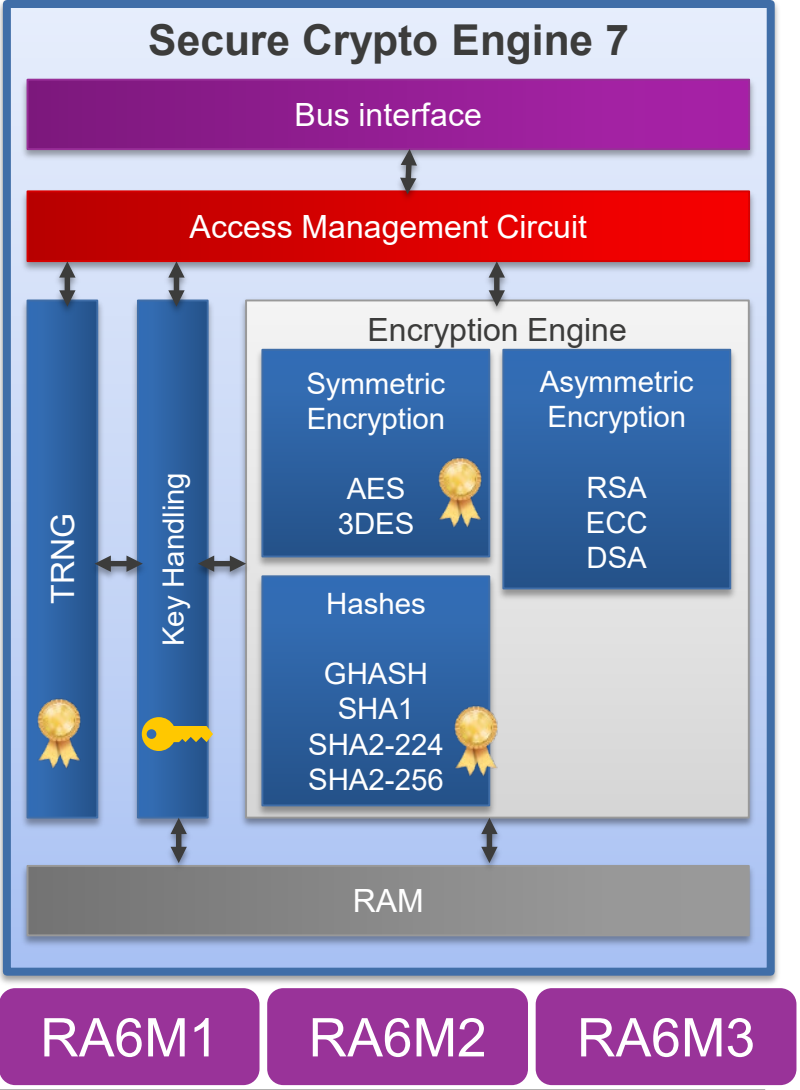 Secure Crypto Engine 7
Bus interface
Access Management Circuit
TRNG
Key Handling
Encryption Engine
Symmetric
Encryption
AES
3DES
Asymmetric
Encryption
RSA
ECC
DSA
Hashes
GHASH
SHA1
SHA2-224
SHA2-256
RAM
RA6M1
RA6M2
RA6M3